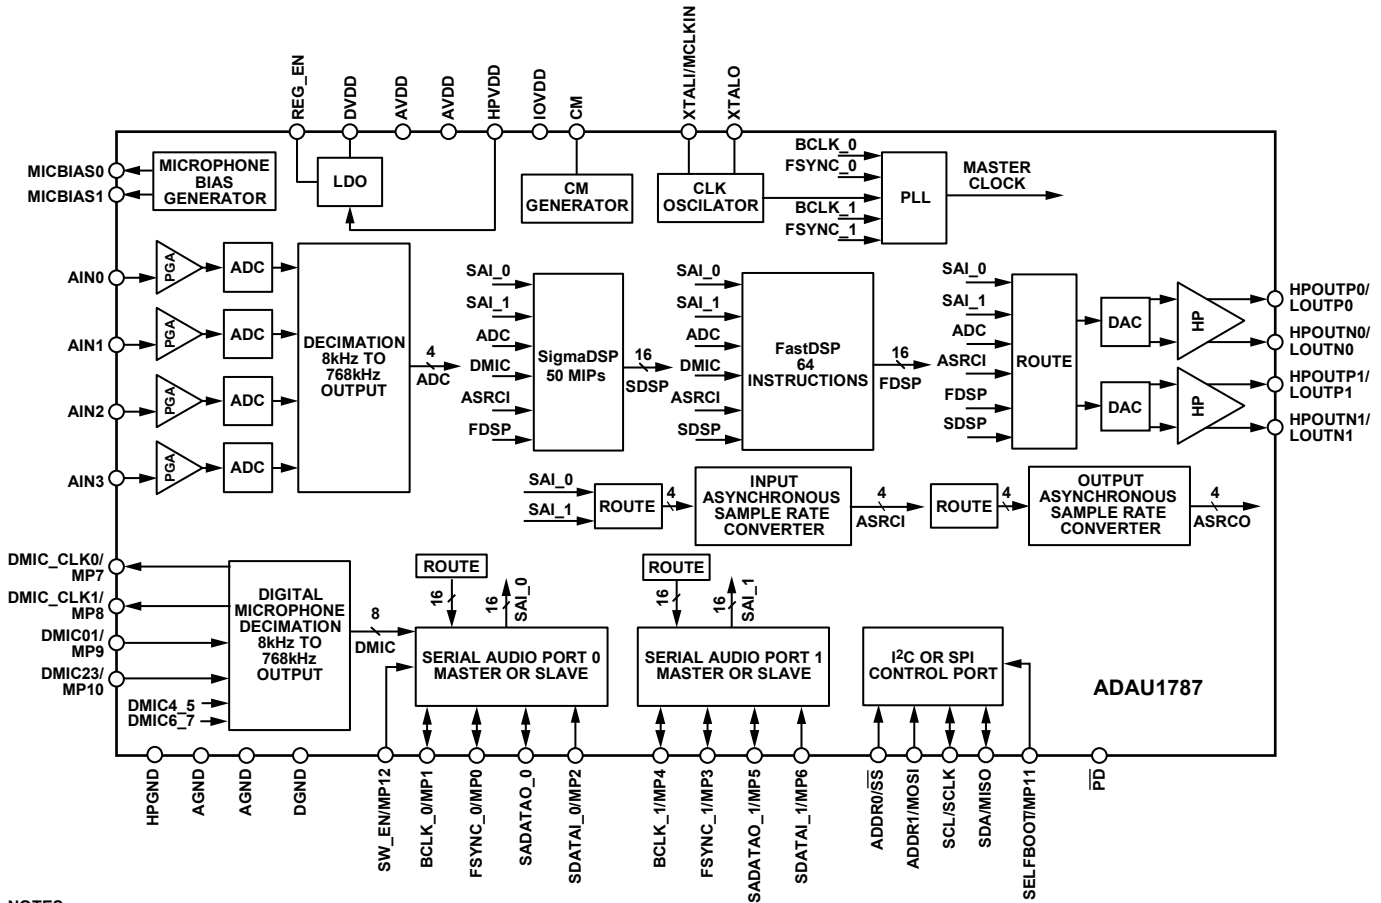 REG_EN
DVDD
AVDD
AVDD
HPVDD
IOVDD
CM
XTALI/MCLKIN
XTALO
MICBIAS0
MICBIAS1
MICROPHONE
BIAS
GENERATOR
LDO
CM
GENERATOR
CLK
OSCILATOR
BCLK_0
FSYNC_0
BCLK_1
FSYNC_1
PLL
MASTER
CLOCK
AIN0
PGA
ADC
AIN1
PGA
ADC
AIN2
PGA
ADC
AIN3
PGA
ADC
DECIMATION
8kHz TO
768kHz
OUTPUT
4
ADC
SAI_0
SAI_1
ADC
DMIC
ASRCI
FDSP
SigmaDSP
50 MIPs
16
SDSP
SAI_0
SAI_1
ADC
DMIC
ASRCI
SDSP
FastDSP
64
INSTRUCTIONS
16
FDSP
SAI_0
SAI_1
ADC
ASRCI
FDSP
SDSP
ROUTE
DAC
HP
DAC
HP
HPOUTP0/
LOUTP0
HPOUTN0/
LOUTN0
HPOUTP1/
LOUTP1
HPOUTN1/
LOUTN1
SAI_0
SAI_1
ROUTE
4
INPUT
ASYNCHRONOUS
SAMPLE RATE
CONVERTER
4
ASRCI
ROUTE
4
OUTPUT
ASYNCHRONOUS
SAMPLE RATE
CONVERTER
4
ASRCO
DMIC_CLK0/
MP7
DMIC_CLK1/
MP8
DMIC01/
MP9
DMIC23/
MP10
DMIC4_5
DMIC6_7
DIGITAL
MICROPHONE
DECIMATION
8kHz TO
768kHz
OUTPUT
8
DMIC
ROUTE
16
16
SAI_0
SERIAL AUDIO PORT 0
MASTER OR SLAVE
ROUTE
16
16
SAI_1
SERIAL AUDIO PORT 1
MASTER OR SLAVE
I²C OR SPI
CONTROL PORT
ADAU1787
HPGND
AGND
AGND
DGND
SW_EN/MP12
BCLK_0/MP1
FSYNC_0/MP0
SADATAO_0
SDATAI_0/MP2
BCLK_1/MP4
FSYNC_1/MP3
SADATAO_1/MP5
SDATAI_1/MP6
ADDR0/S̅S̅
ADDR1/MOSI
SCL/SCLK
SDA/MISO
SELFBOOT/MP11
P̅D̅